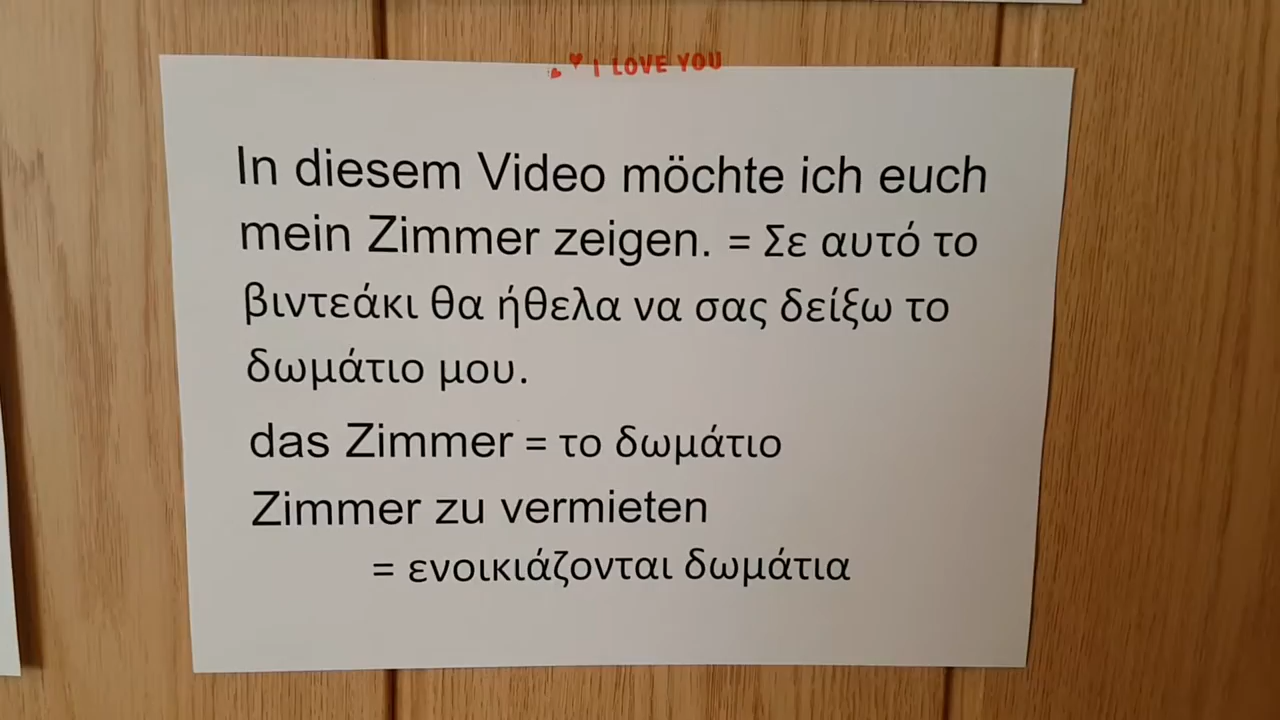 I LOVE YOU
In diesem Video möchte ich euch
mein Zimmer zeigen. = Σε αυτό το
βιντεάκι θα ήθελα να σας δείξω το
δωμάτιο μου.
das Zimmer = το δωμάτιο
Zimmer zu vermieten
= ενοικιάζονται δωμάτια